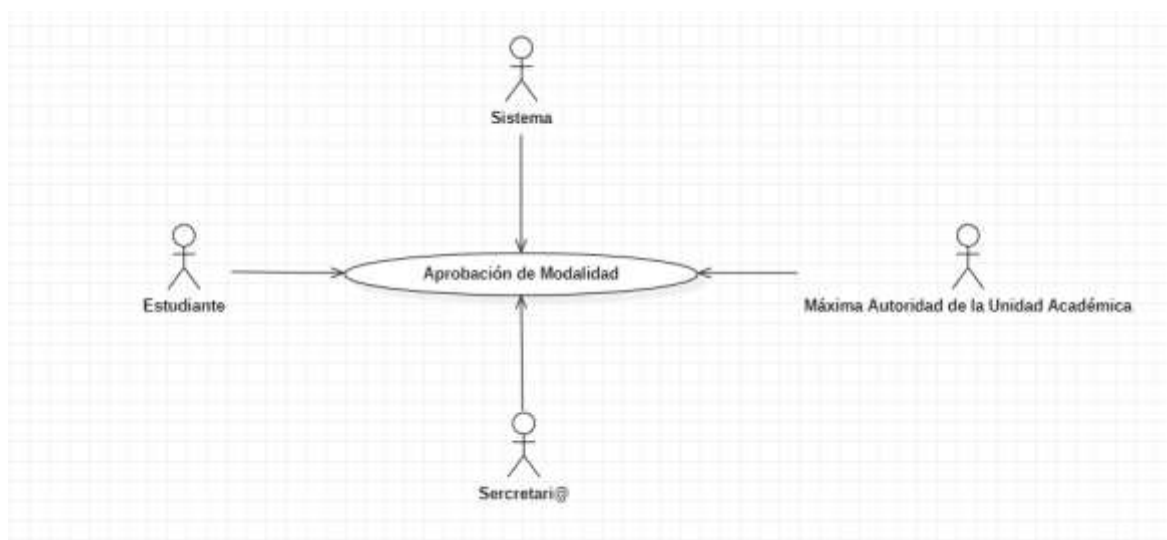 Sistema
Aprobación de Modalidad
Estudiante
Máxima Autoridad de la Unidad Académica
Sercretari@